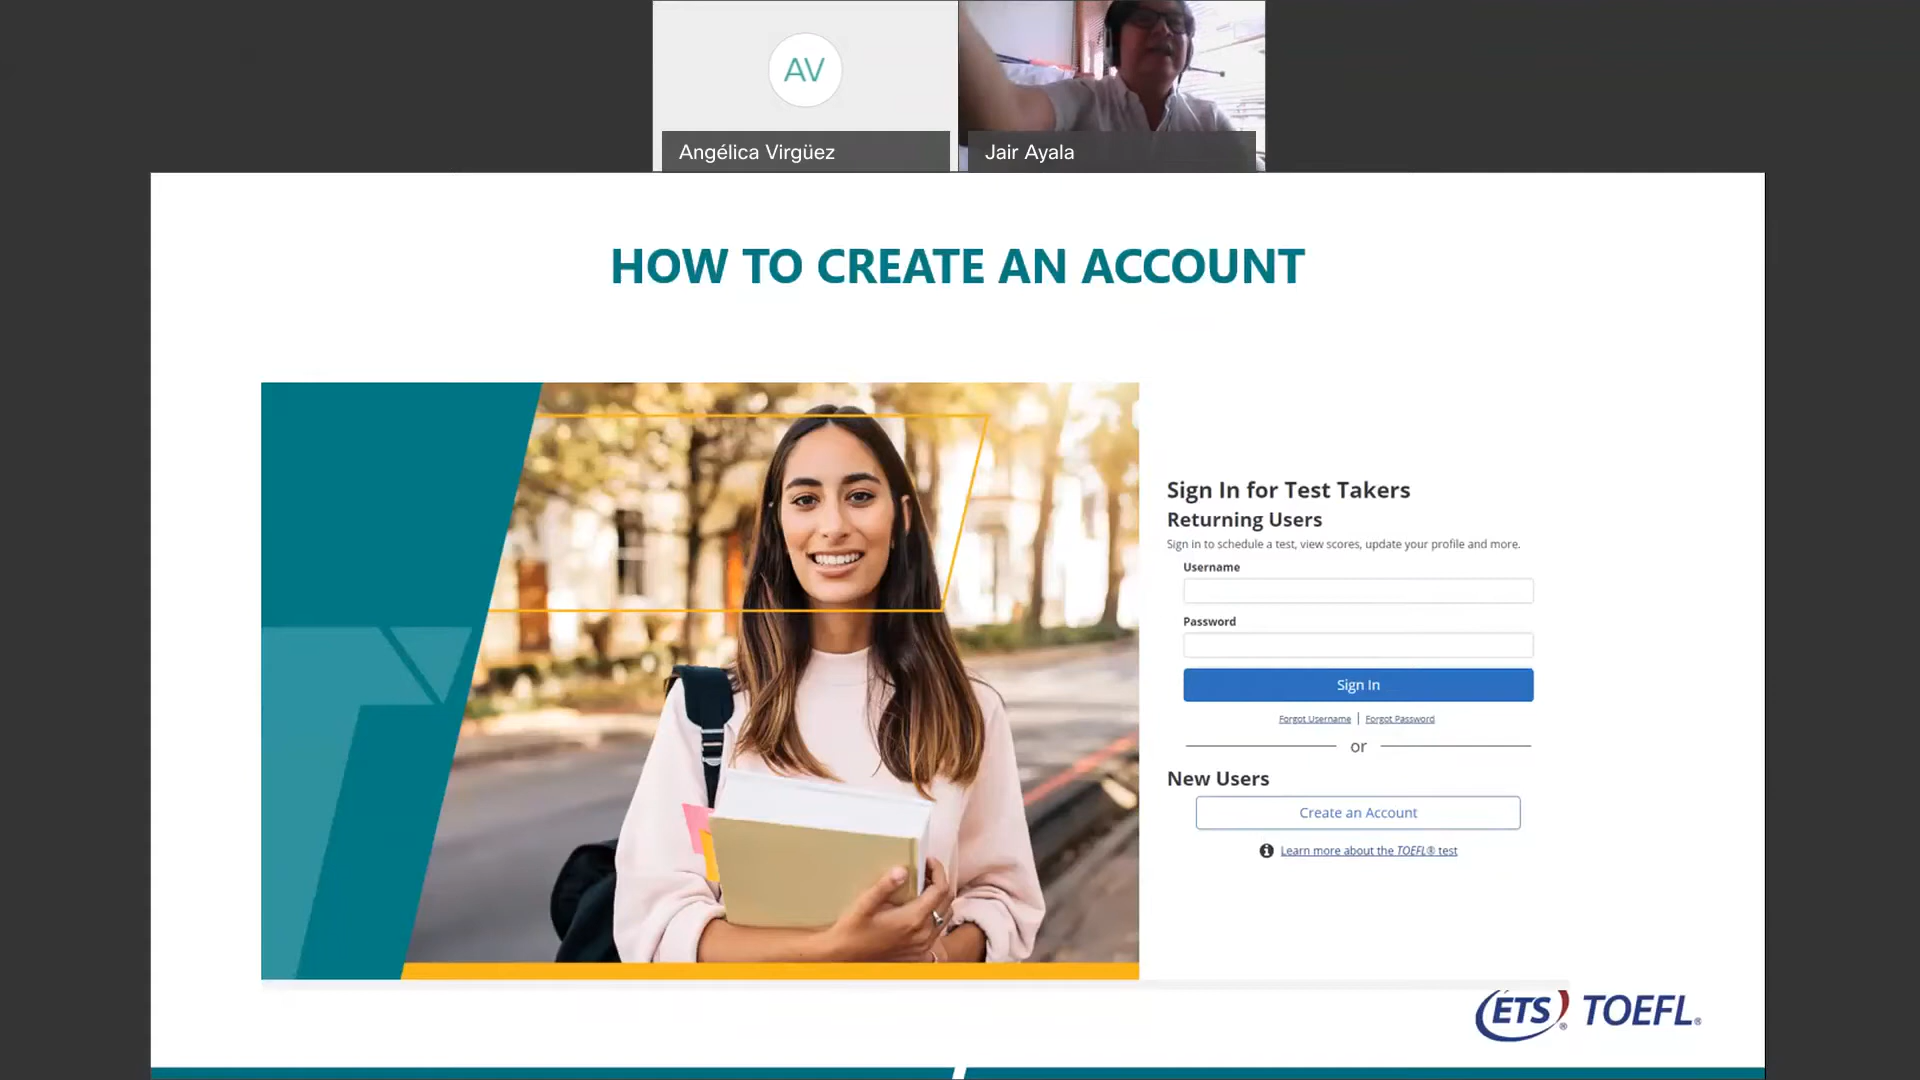 AV
Angélica Virgüez
Jair Ayala
HOW TO CREATE AN ACCOUNT
Sign In for Test Takers
Returning Users
Sign in to schedule a test, view scores, update your profile and more.
Username
Password
Sign In
Forgot Username | Forgot Password
or
New Users
Create an Account
Learn more about the TOEFL® test
ETS® TOEFL®